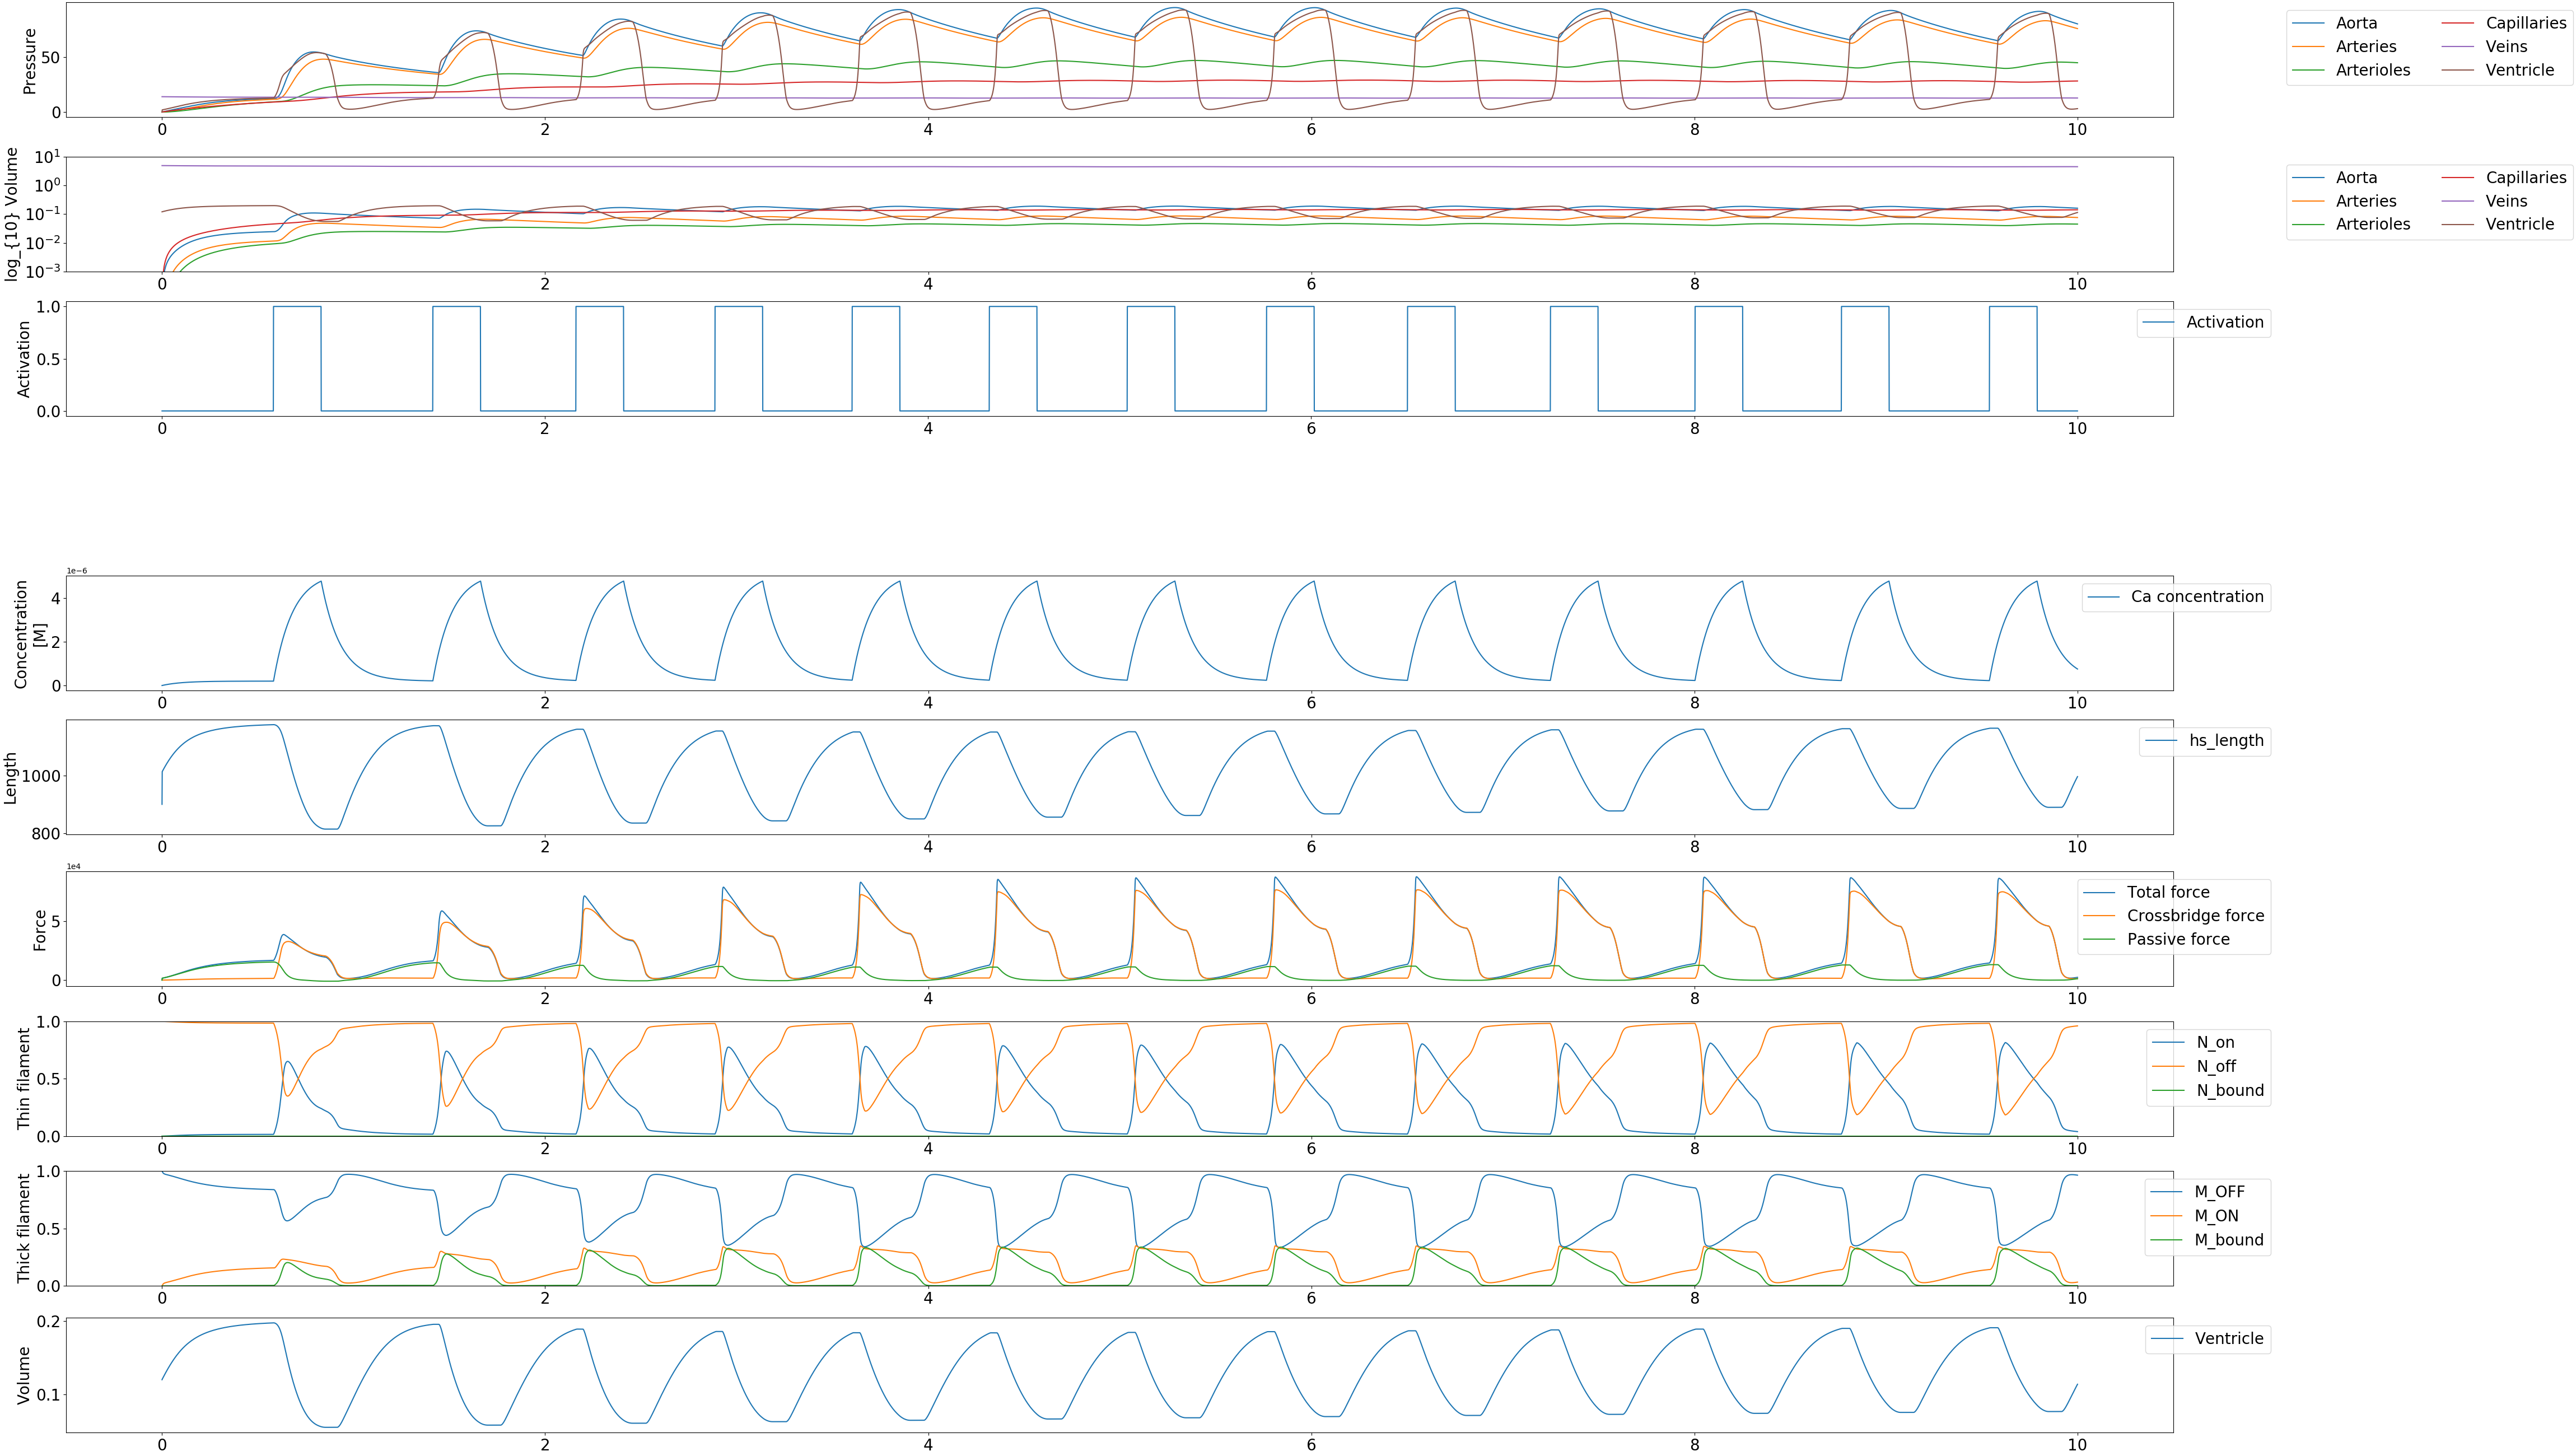 Pressure
50
0
0 2 4 6 8 10
Aorta Capillaries
Arteries Veins
Arterioles Ventricle
log_{10} Volume
10^1
10^0
10^−1
10^−2
10^−3
0 2 4 6 8 10
Aorta Capillaries
Arteries Veins
Arterioles Ventricle
Activation
1.0
0.5
0.0
0 2 4 6 8 10
Activation
1e−6
Concentration
[M]
4
2
0
0 2 4 6 8 10
Ca concentration
Length
1000
800
0 2 4 6 8 10
hs_length
1e4
Force
5
0
0 2 4 6 8 10
Total force
Crossbridge force
Passive force
Thin filament
1.0
0.5
0.0
0 2 4 6 8 10
N_on
N_off
N_bound
Thick filament
1.0
0.5
0.0
0 2 4 6 8 10
M_OFF
M_ON
M_bound
Volume
0.2
0.1
0 2 4 6 8 10
Ventricle